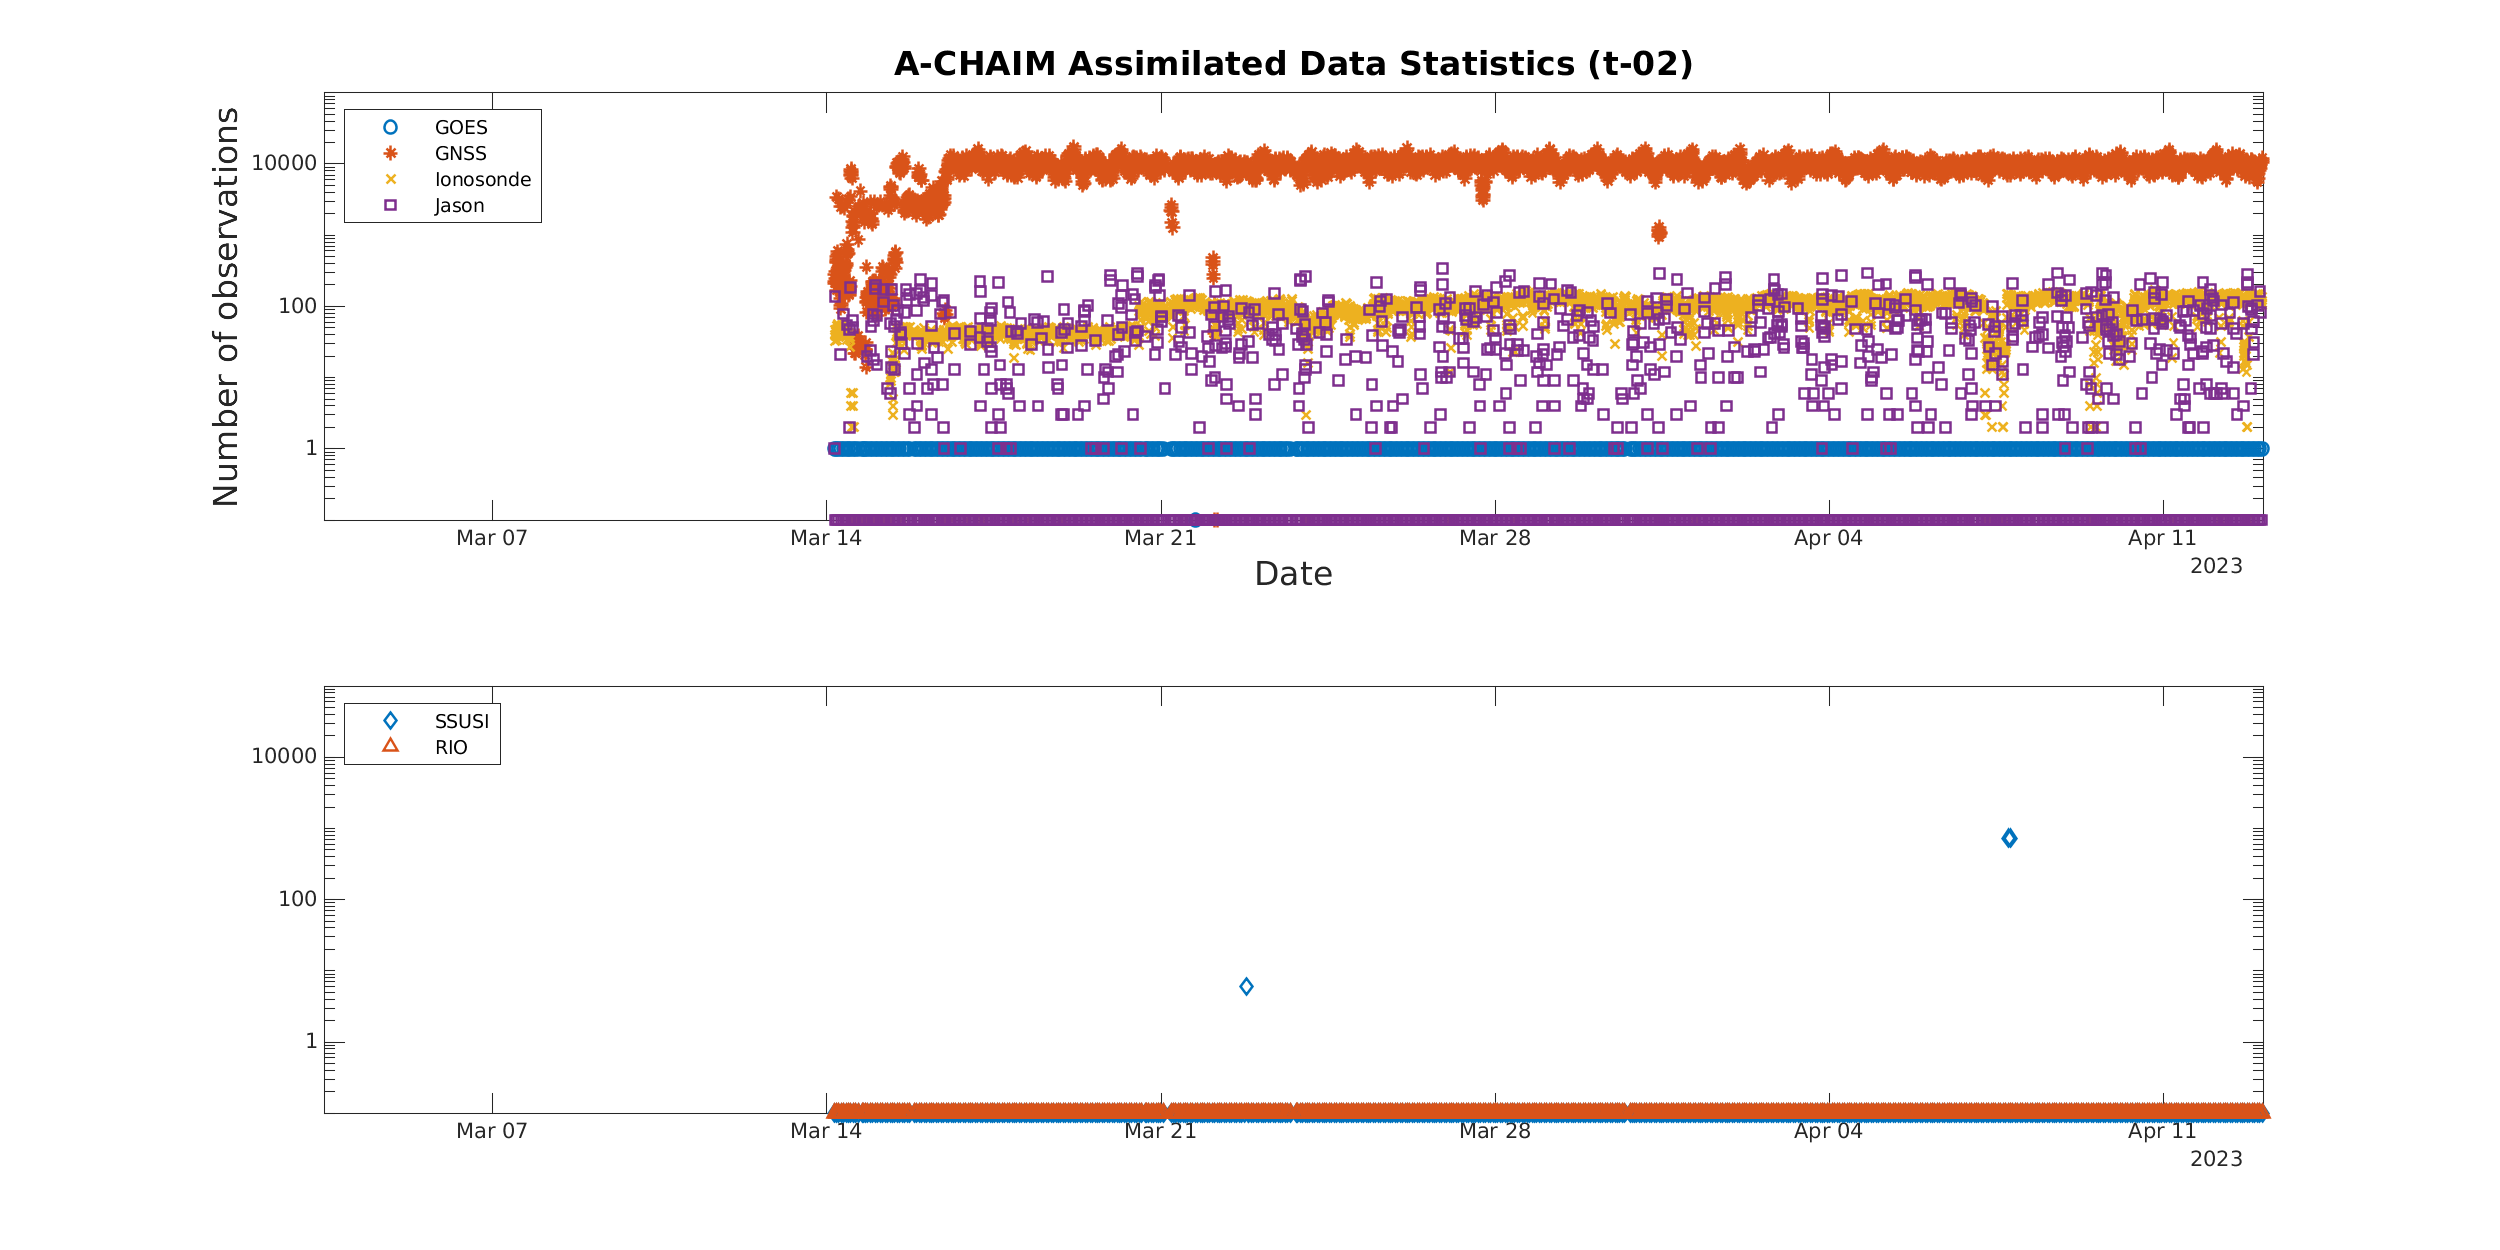 A-CHAIM Assimilated Data Statistics (t-02)
Number of observations
10000
100
1
GOES
GNSS
Ionosonde
Jason
Mar 07 Mar 14 Mar 21 Mar 28 Apr 04 Apr 11
2023
Date
10000
100
1
SSUSI
RIO
Mar 07 Mar 14 Mar 21 Mar 28 Apr 04 Apr 11
2023